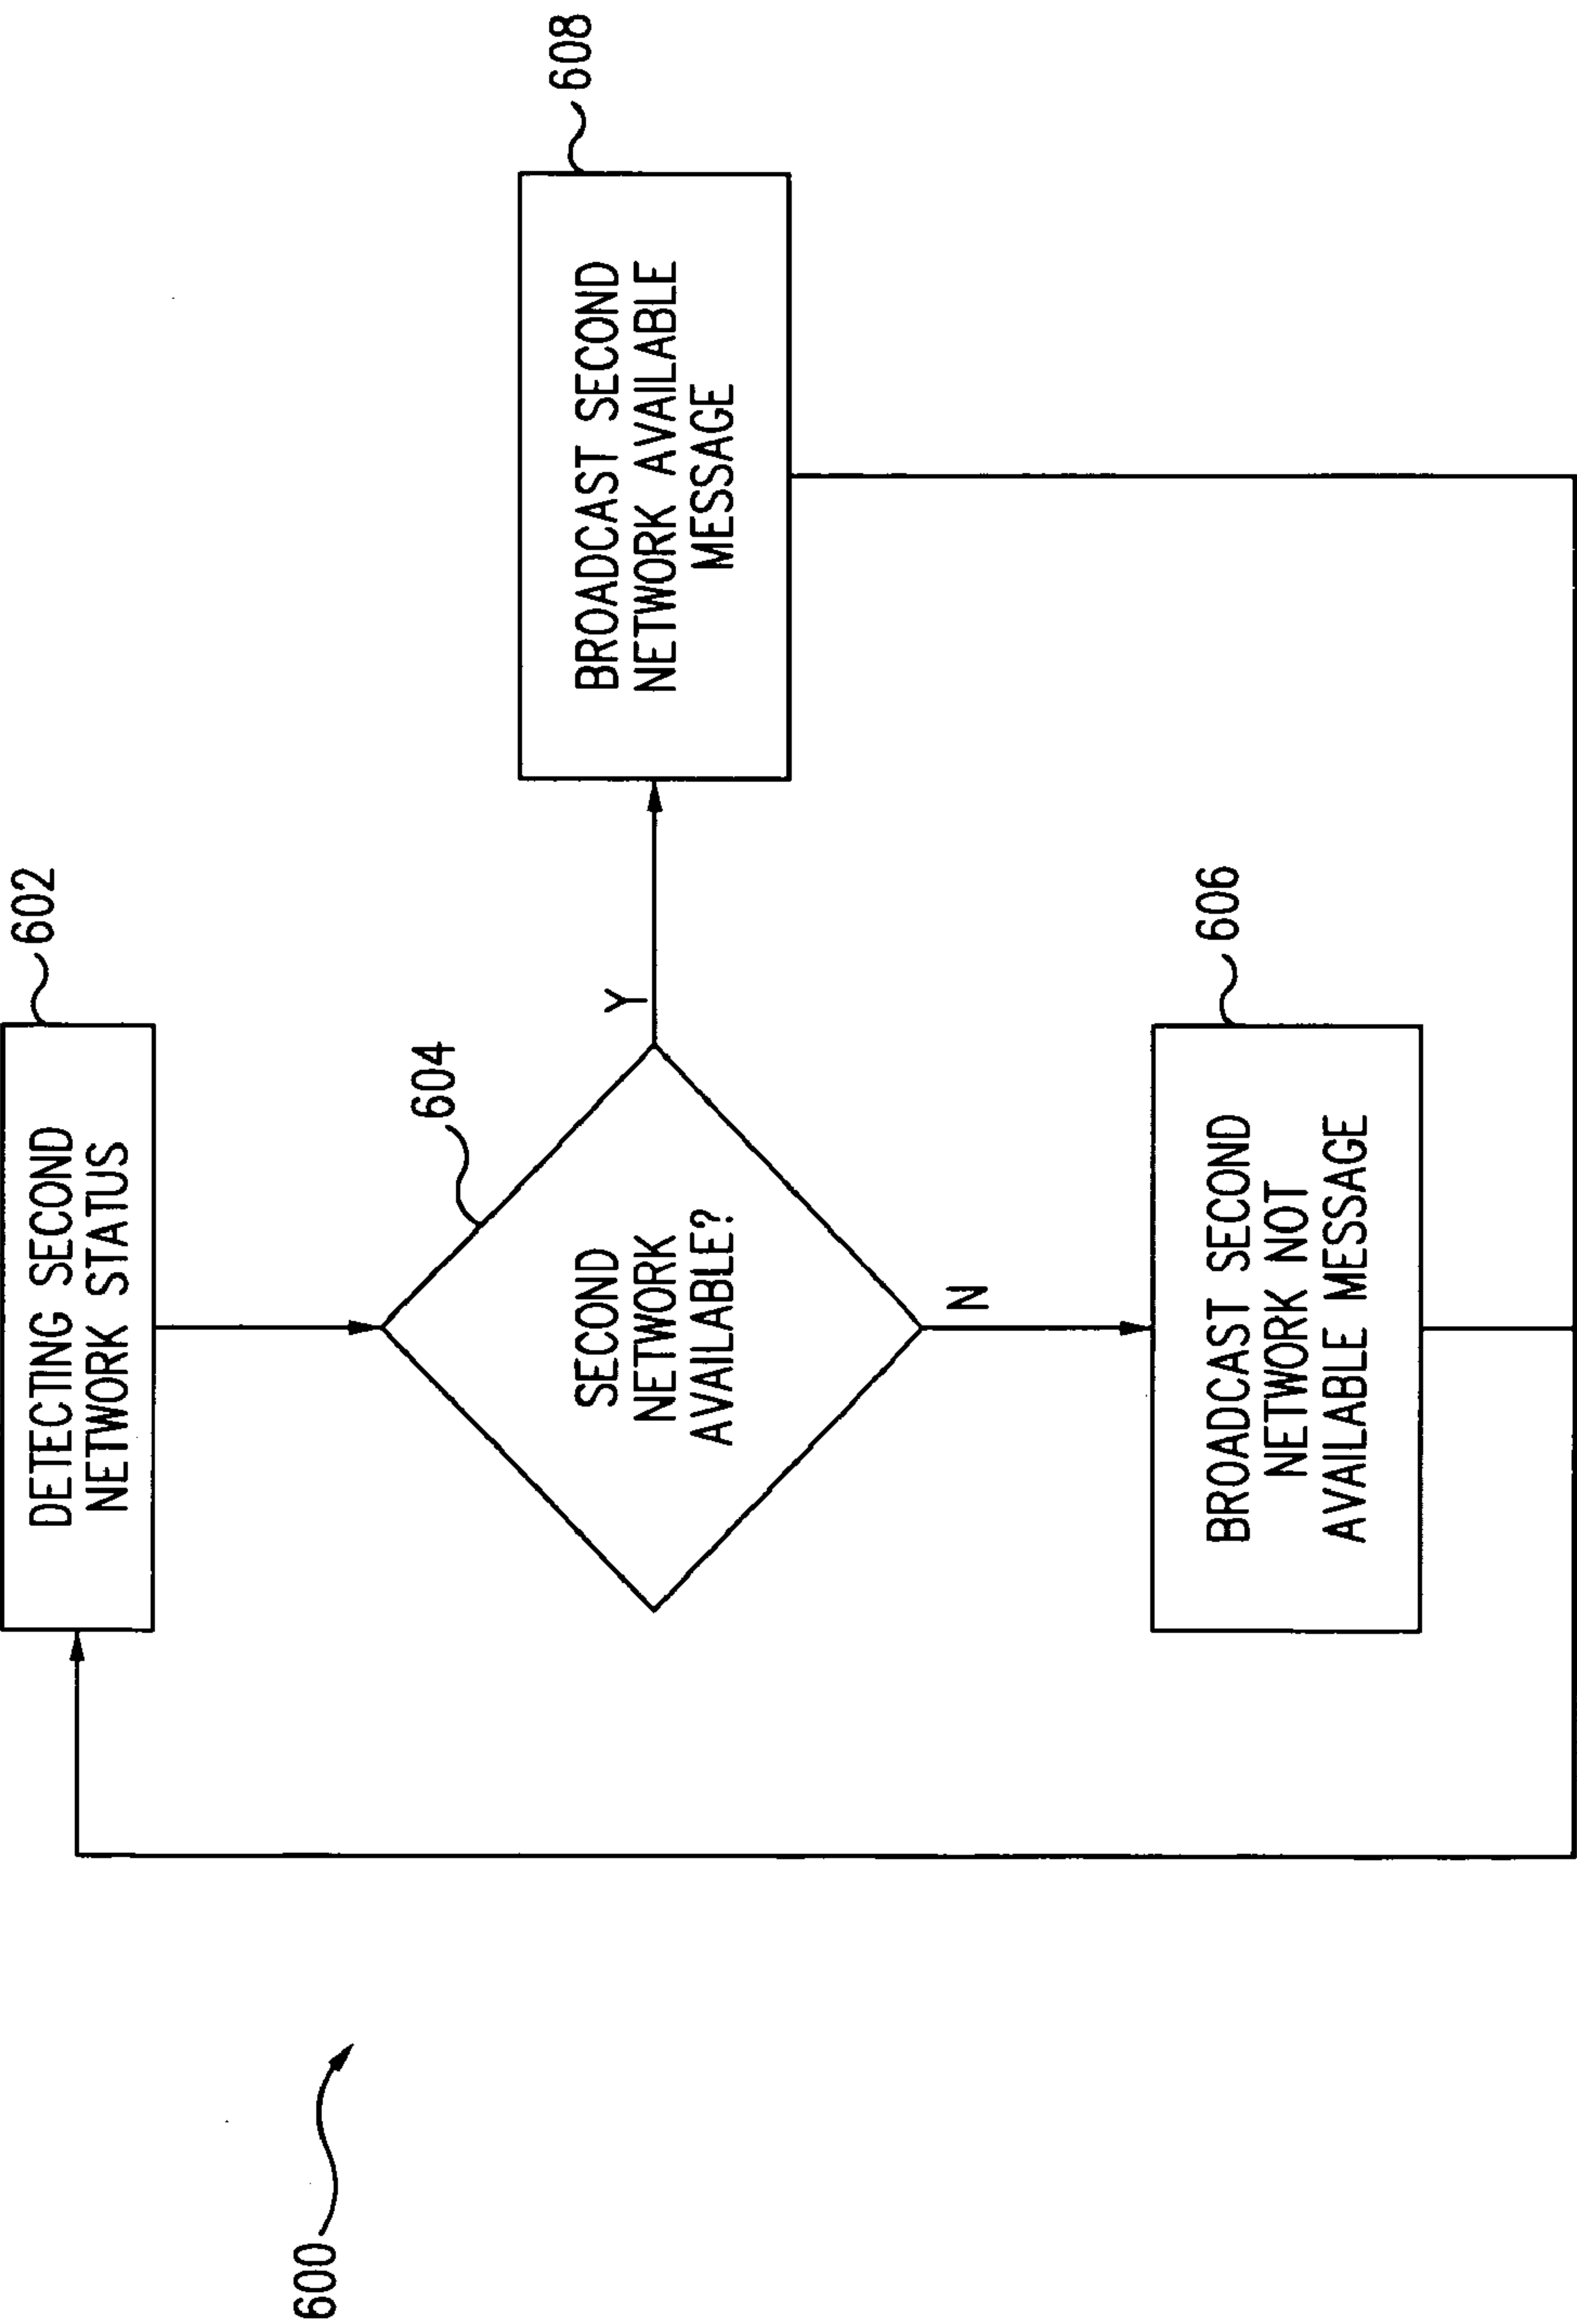 600
602
DETECTING SECOND
NETWORK STATUS
604
SECOND
NETWORK
AVAILABLE?
Y
608
BROADCAST SECOND
NETWORK AVAILABLE
MESSAGE
N
606
BROADCAST SECOND
NETWORK NOT
AVAILABLE MESSAGE